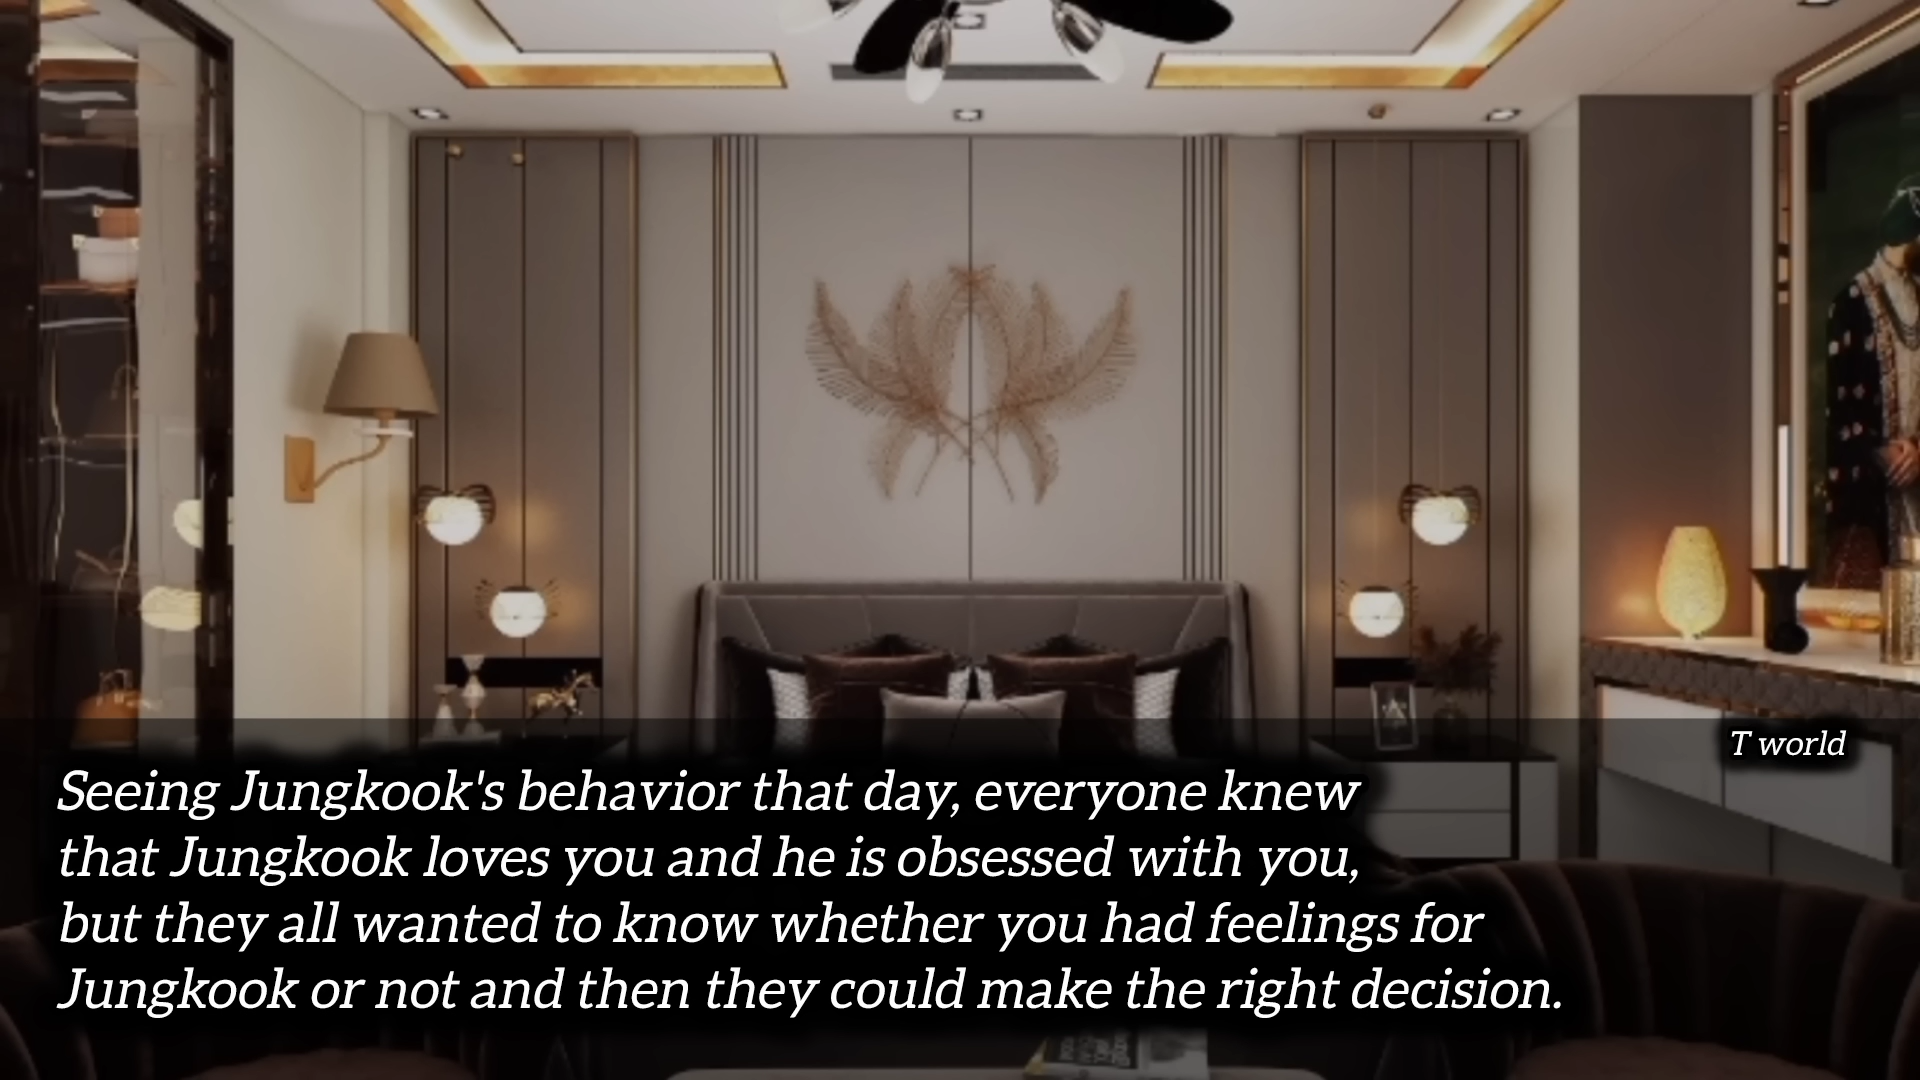 T world
Seeing Jungkook's behavior that day, everyone knew
that Jungkook loves you and he is obsessed with you,
but they all wanted to know whether you had feelings for
Jungkook or not and then they could make the right decision.